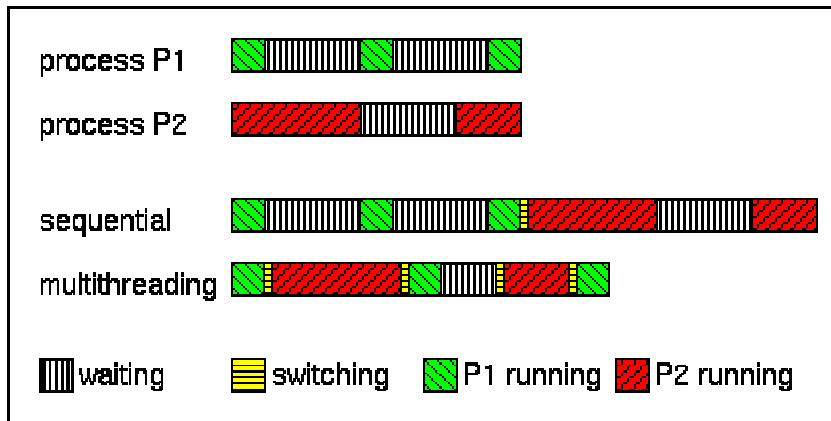 process P1
process P2
sequential
multithreading
waiting switching P1 running P2 running